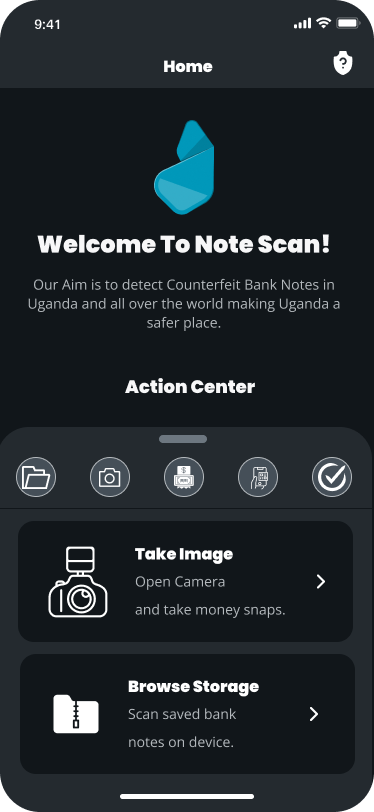 9:41
Home
Welcome To Note Scan!
Our Aim is to detect Counterfeit Bank Notes in
Uganda and all over the world making Uganda a
safer place.
Action Center
Take Image
Open Camera
and take money snaps.
Browse Storage
Scan saved bank
notes on device.